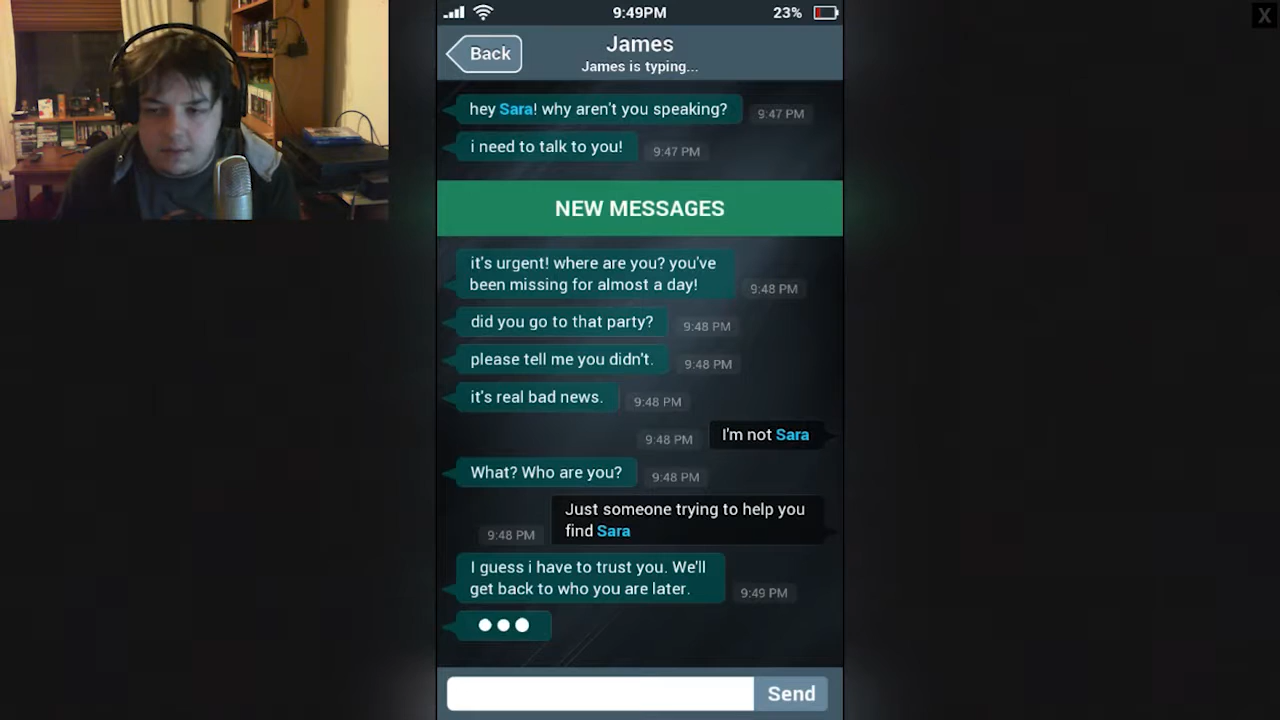 9:49PM
23%
X
Back
James
James is typing...
hey Sara! why aren't you speaking?
9:47 PM
i need to talk to you!
9:47 PM
NEW MESSAGES
it's urgent! where are you? you've
been missing for almost a day!
9:48 PM
did you go to that party?
9:48 PM
please tell me you didn't.
9:48 PM
it's real bad news.
9:48 PM
9:48 PM
I'm not Sara
What? Who are you?
9:48 PM
Just someone trying to help you
find Sara
9:48 PM
I guess i have to trust you. We'll
get back to who you are later.
9:49 PM
Send